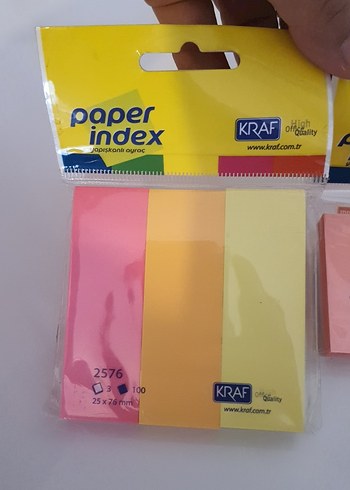 paper
index
yapışkanlı ayraç
KRAF
High
Office
Quality
www.kraf.com.tr
2576
3 100
25 x 76 mm
KRAF
Office
Quality
www.kraf.com.tr